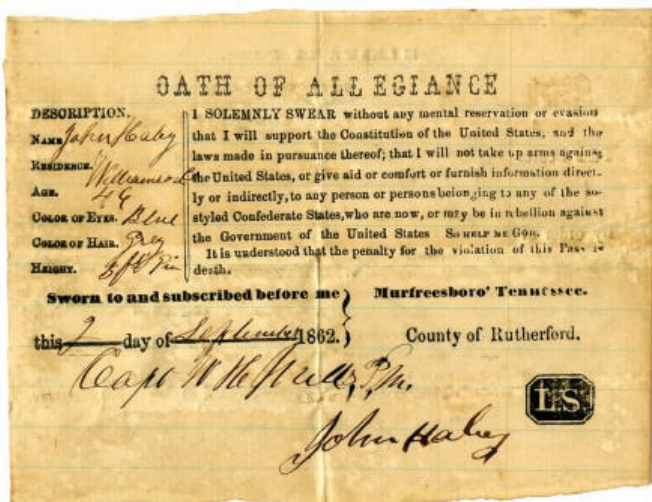 OATH OF ALLEGIANCE
DESCRIPTION.
NAME John Haley
RESIDENCE. Williamson Co
AGE. 46
COLOR OF EYES. Blue
COLOR OF HAIR. Grey
HEIGHT. 5 ft in
I SOLEMNLY SWEAR without any mental reservation or evasion
that I will support the Constitution of the United States, and the
laws made in pursuance thereof; that I will not take up arms against
the United States, or give aid or comfort or furnish information direct-
ly or indirectly, to any person or persons belonging to any of the so-
styled Confederate States, who are now, or may be in rebellion against
the Government of the United States SO HELP ME GOD.
It is understood that the penalty for the violation of this Pass is
death.
Sworn to and subscribed before me
this 2 day of September 1862.
Murfreesboro' Tennessee.
County of Rutherford.
Capt W P.M.
John Haley
LS